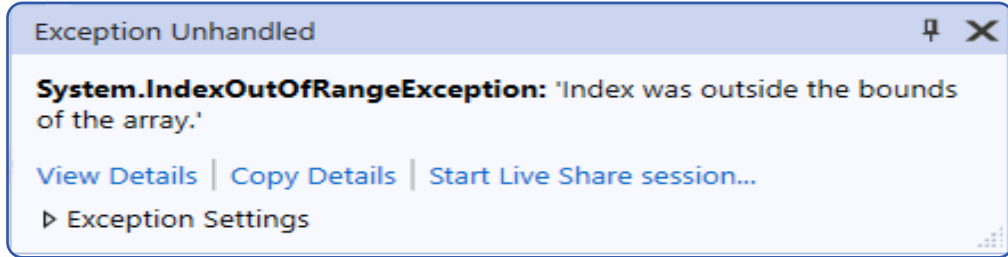 Exception Unhandled
System.IndexOutOfRangeException: 'Index was outside the bounds
of the array.'
View Details | Copy Details | Start Live Share session...
Exception Settings